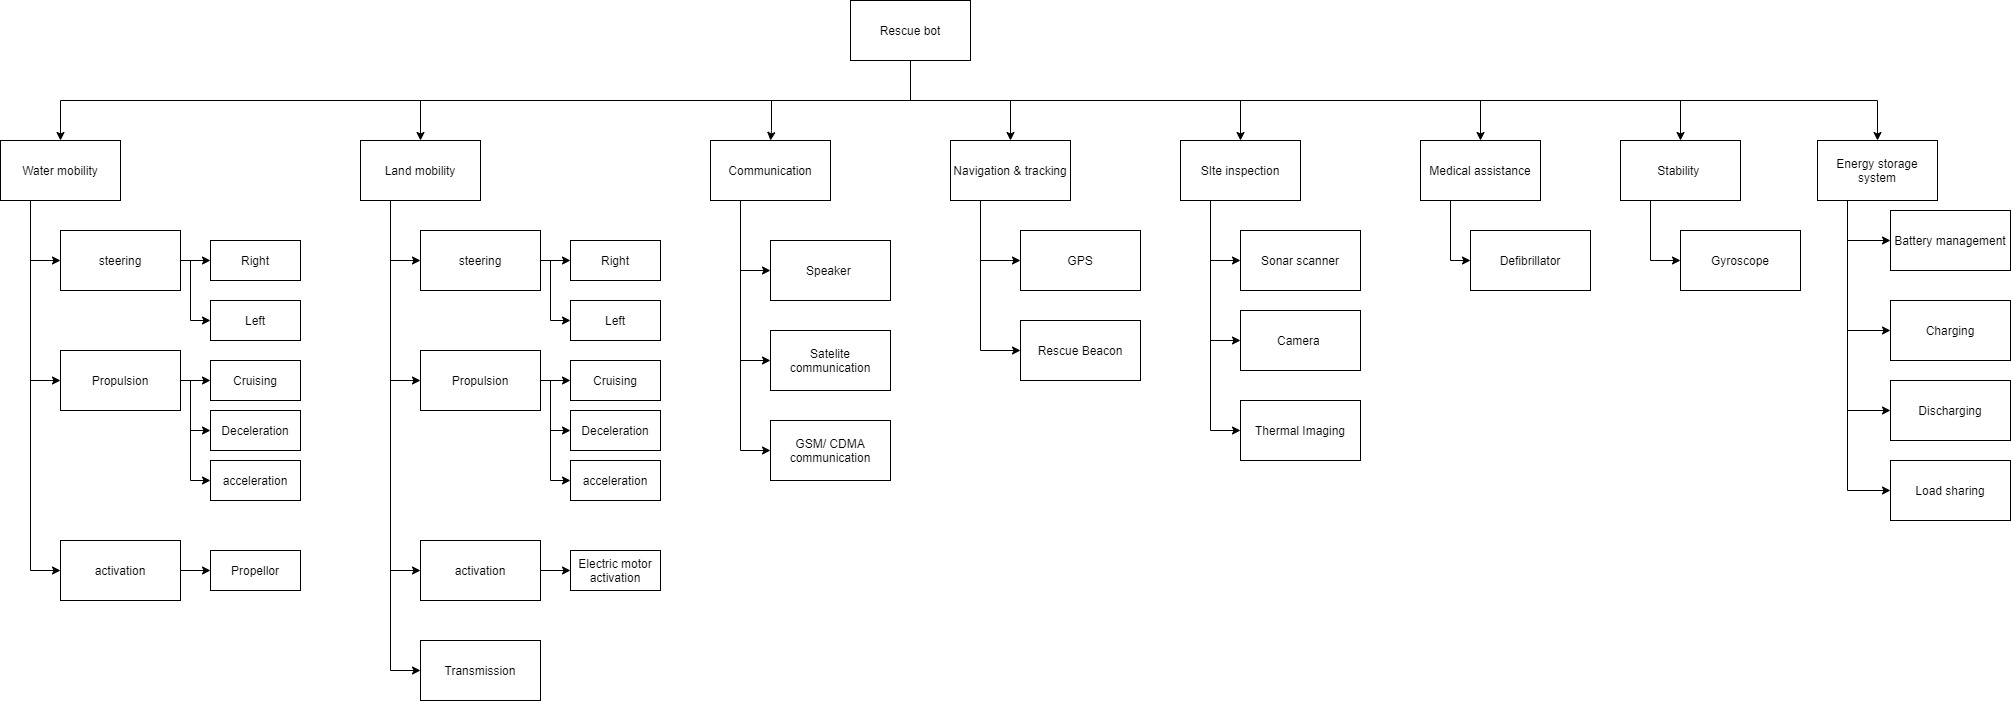 Rescue bot
Water mobility
Land mobility
Communication
Navigation & tracking
SIte inspection
Medical assistance
Stability
Energy storage
system
steering
Right
Left
Propulsion
Cruising
Deceleration
acceleration
activation
Propellor
steering
Right
Left
Propulsion
Cruising
Deceleration
acceleration
activation
Electric motor
activation
Transmission
Speaker
Satelite
communication
GSM/ CDMA
communication
GPS
Rescue Beacon
Sonar scanner
Camera
Thermal Imaging
Defibrillator
Gyroscope
Battery management
Charging
Discharging
Load sharing